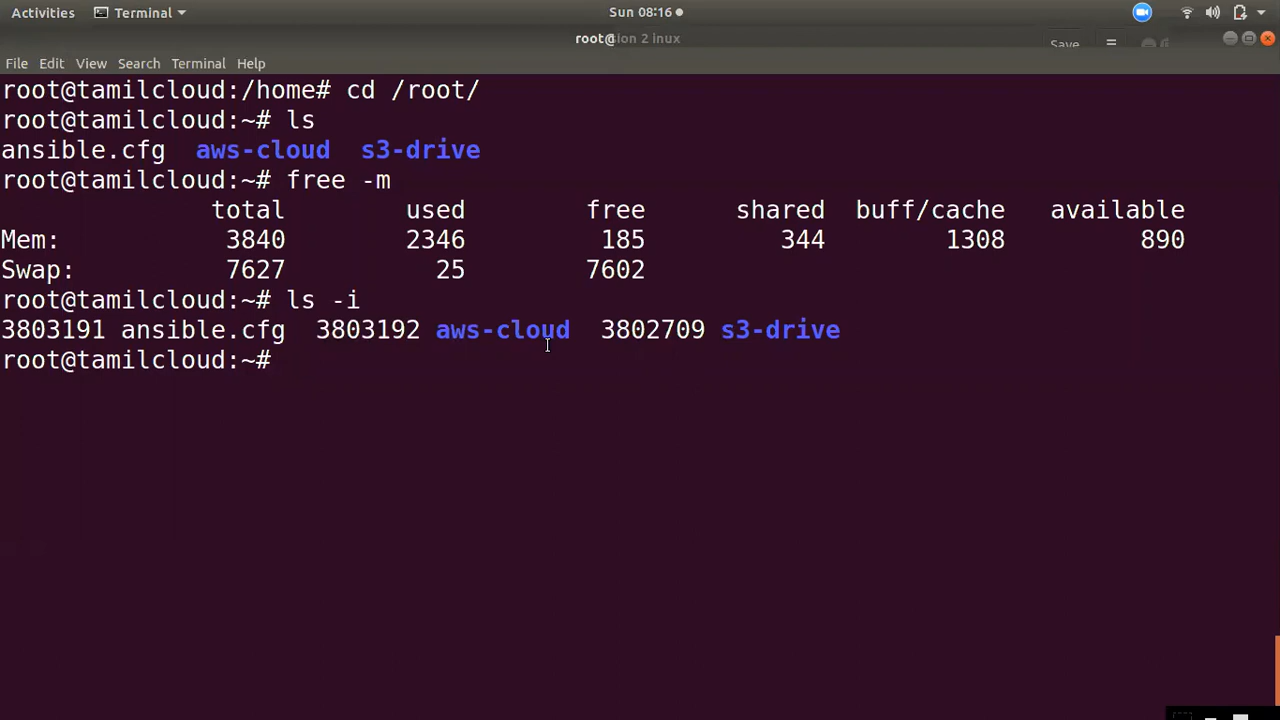 Activities Terminal Sun 08:16
root@ion 2 inux Save
File Edit View Search Terminal Help
root@tamilcloud:/home# cd /root/
root@tamilcloud:~# ls
ansible.cfg aws-cloud s3-drive
root@tamilcloud:~# free -m
total used free shared buff/cache available
Mem: 3840 2346 185 344 1308 890
Swap: 7627 25 7602
root@tamilcloud:~# ls -i
3803191 ansible.cfg 3803192 aws-cloud 3802709 s3-drive
root@tamilcloud:~#